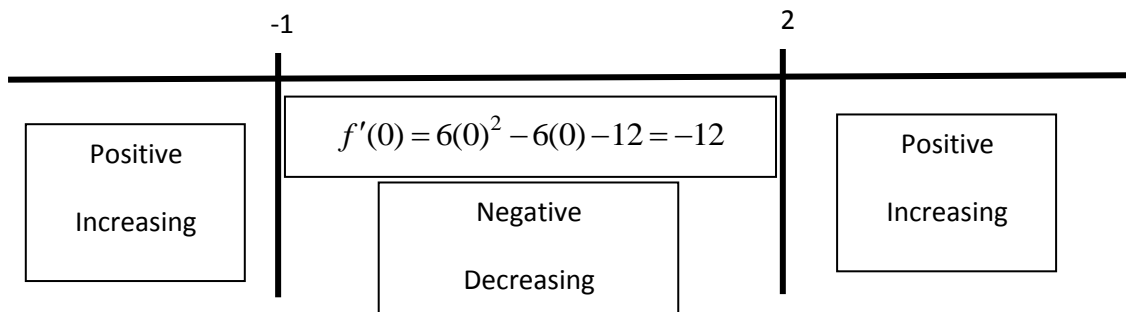 -1
2
f′(0) = 6(0)² − 6(0) − 12 = −12
Positive
Increasing
Negative
Decreasing
Positive
Increasing